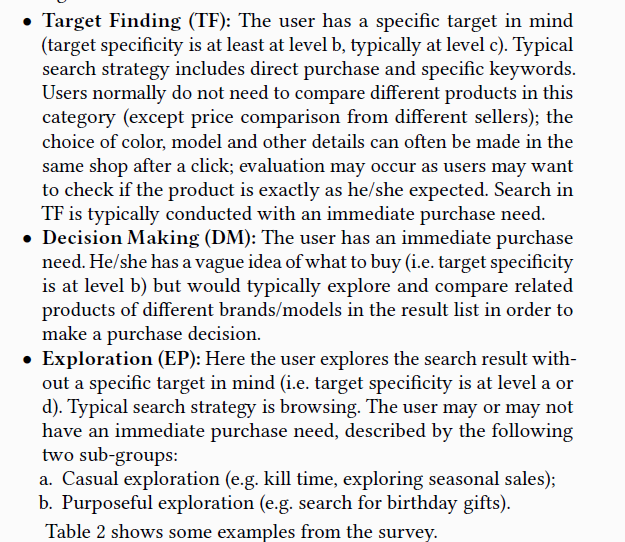 • Target Finding (TF): The user has a specific target in mind
(target specificity is at least at level b, typically at level c). Typical
search strategy includes direct purchase and specific keywords.
Users normally do not need to compare different products in this
category (except price comparison from different sellers); the
choice of color, model and other details can often be made in the
same shop after a click; evaluation may occur as users may want
to check if the product is exactly as he/she expected. Search in
TF is typically conducted with an immediate purchase need.
• Decision Making (DM): The user has an immediate purchase
need. He/she has a vague idea of what to buy (i.e. target specificity
is at level b) but would typically explore and compare related
products of different brands/models in the result list in order to
make a purchase decision.
• Exploration (EP): Here the user explores the search result with-
out a specific target in mind (i.e. target specificity is at level a or
d). Typical search strategy is browsing. The user may or may not
have an immediate purchase need, described by the following
two sub-groups:
a. Casual exploration (e.g. kill time, exploring seasonal sales);
b. Purposeful exploration (e.g. search for birthday gifts).
Table 2 shows some examples from the survey.